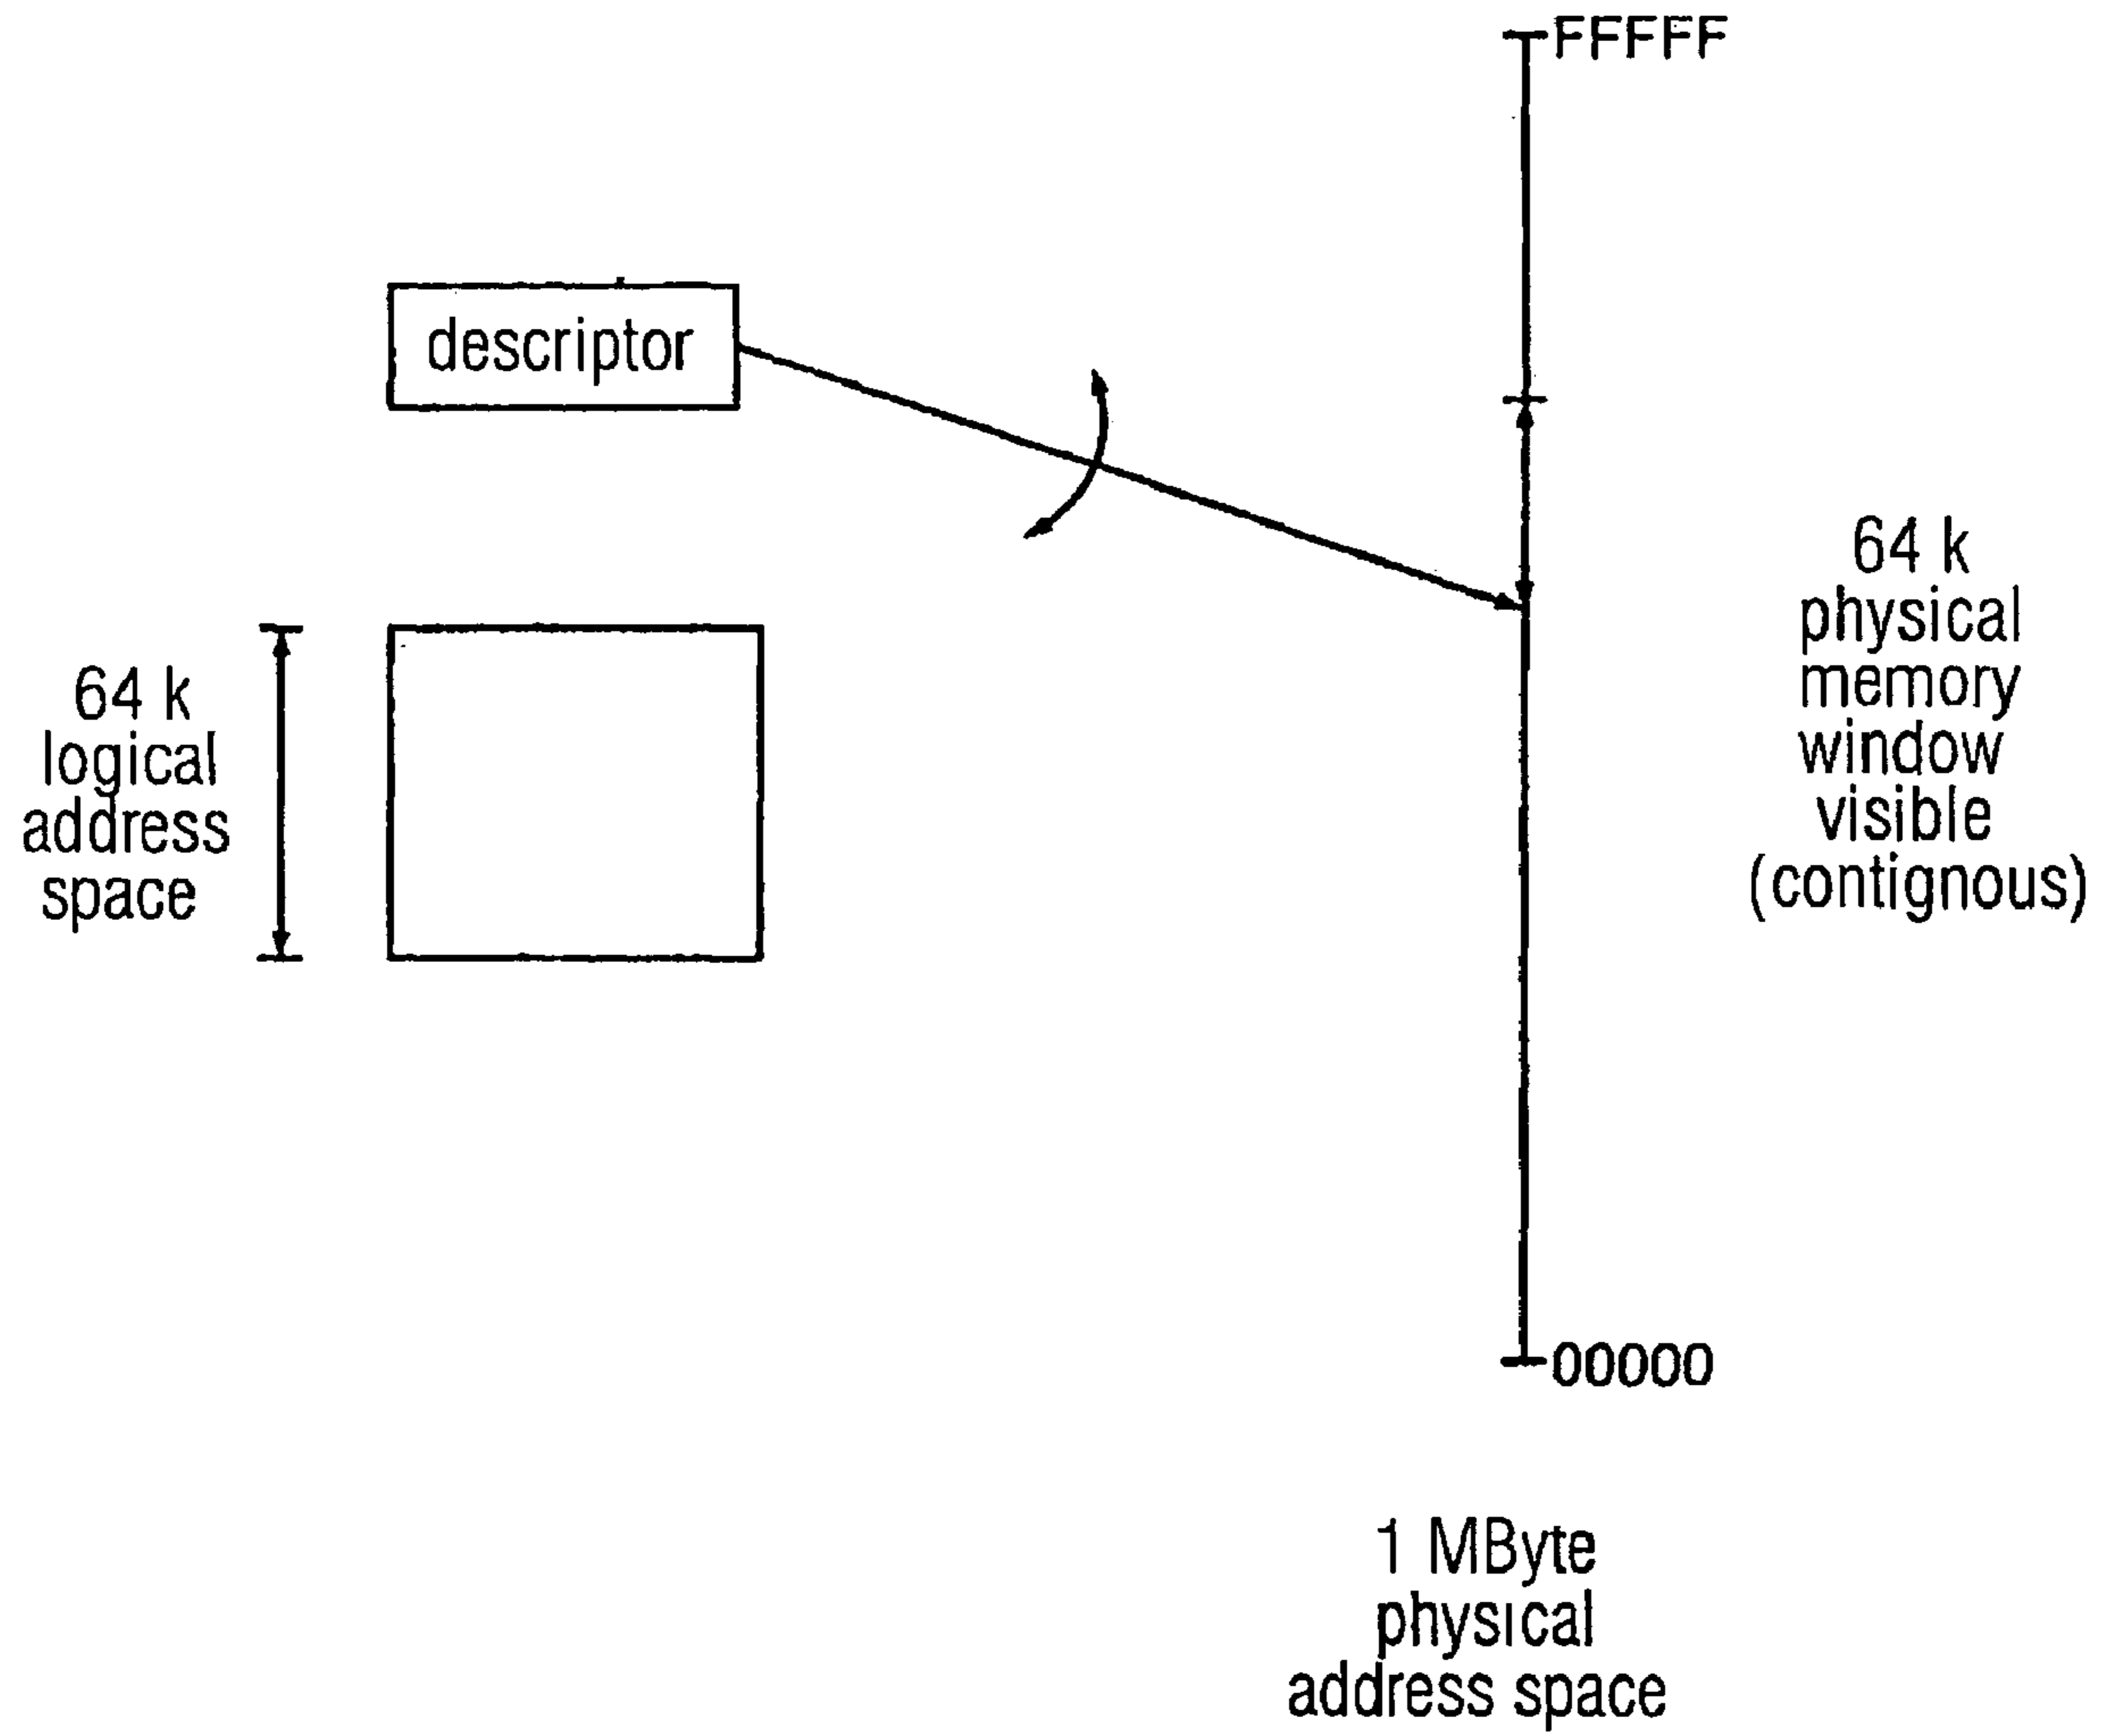 FFFFF
descriptor
64 k
logical
address
space
64 k
physical
memory
window
visible
(contignous)
00000
1 MByte
physical
address space